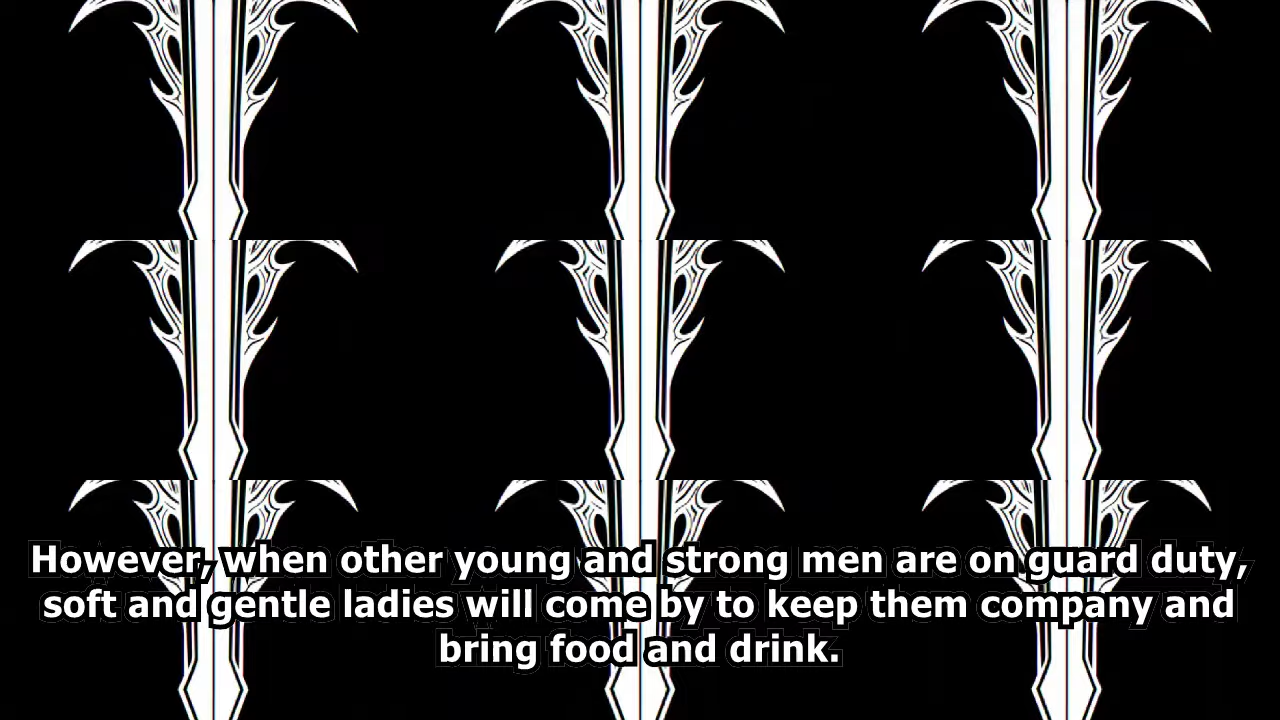 However, when other young and strong men are on guard duty,
soft and gentle ladies will come by to keep them company and
bring food and drink.